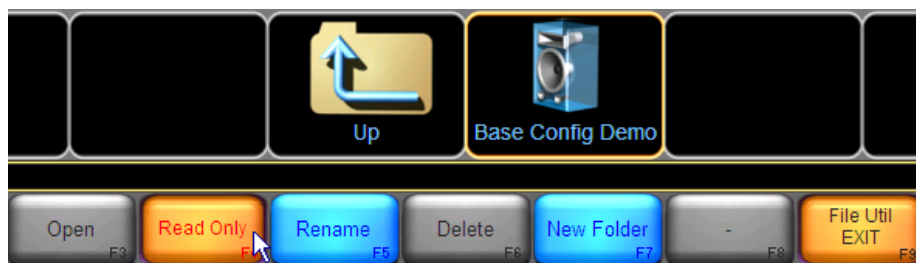 Up
Base Config Demo
Open
F3
Read Only
Rename
F5
Delete
F6
New Folder
F7
-
F8
File Util
EXIT
F9